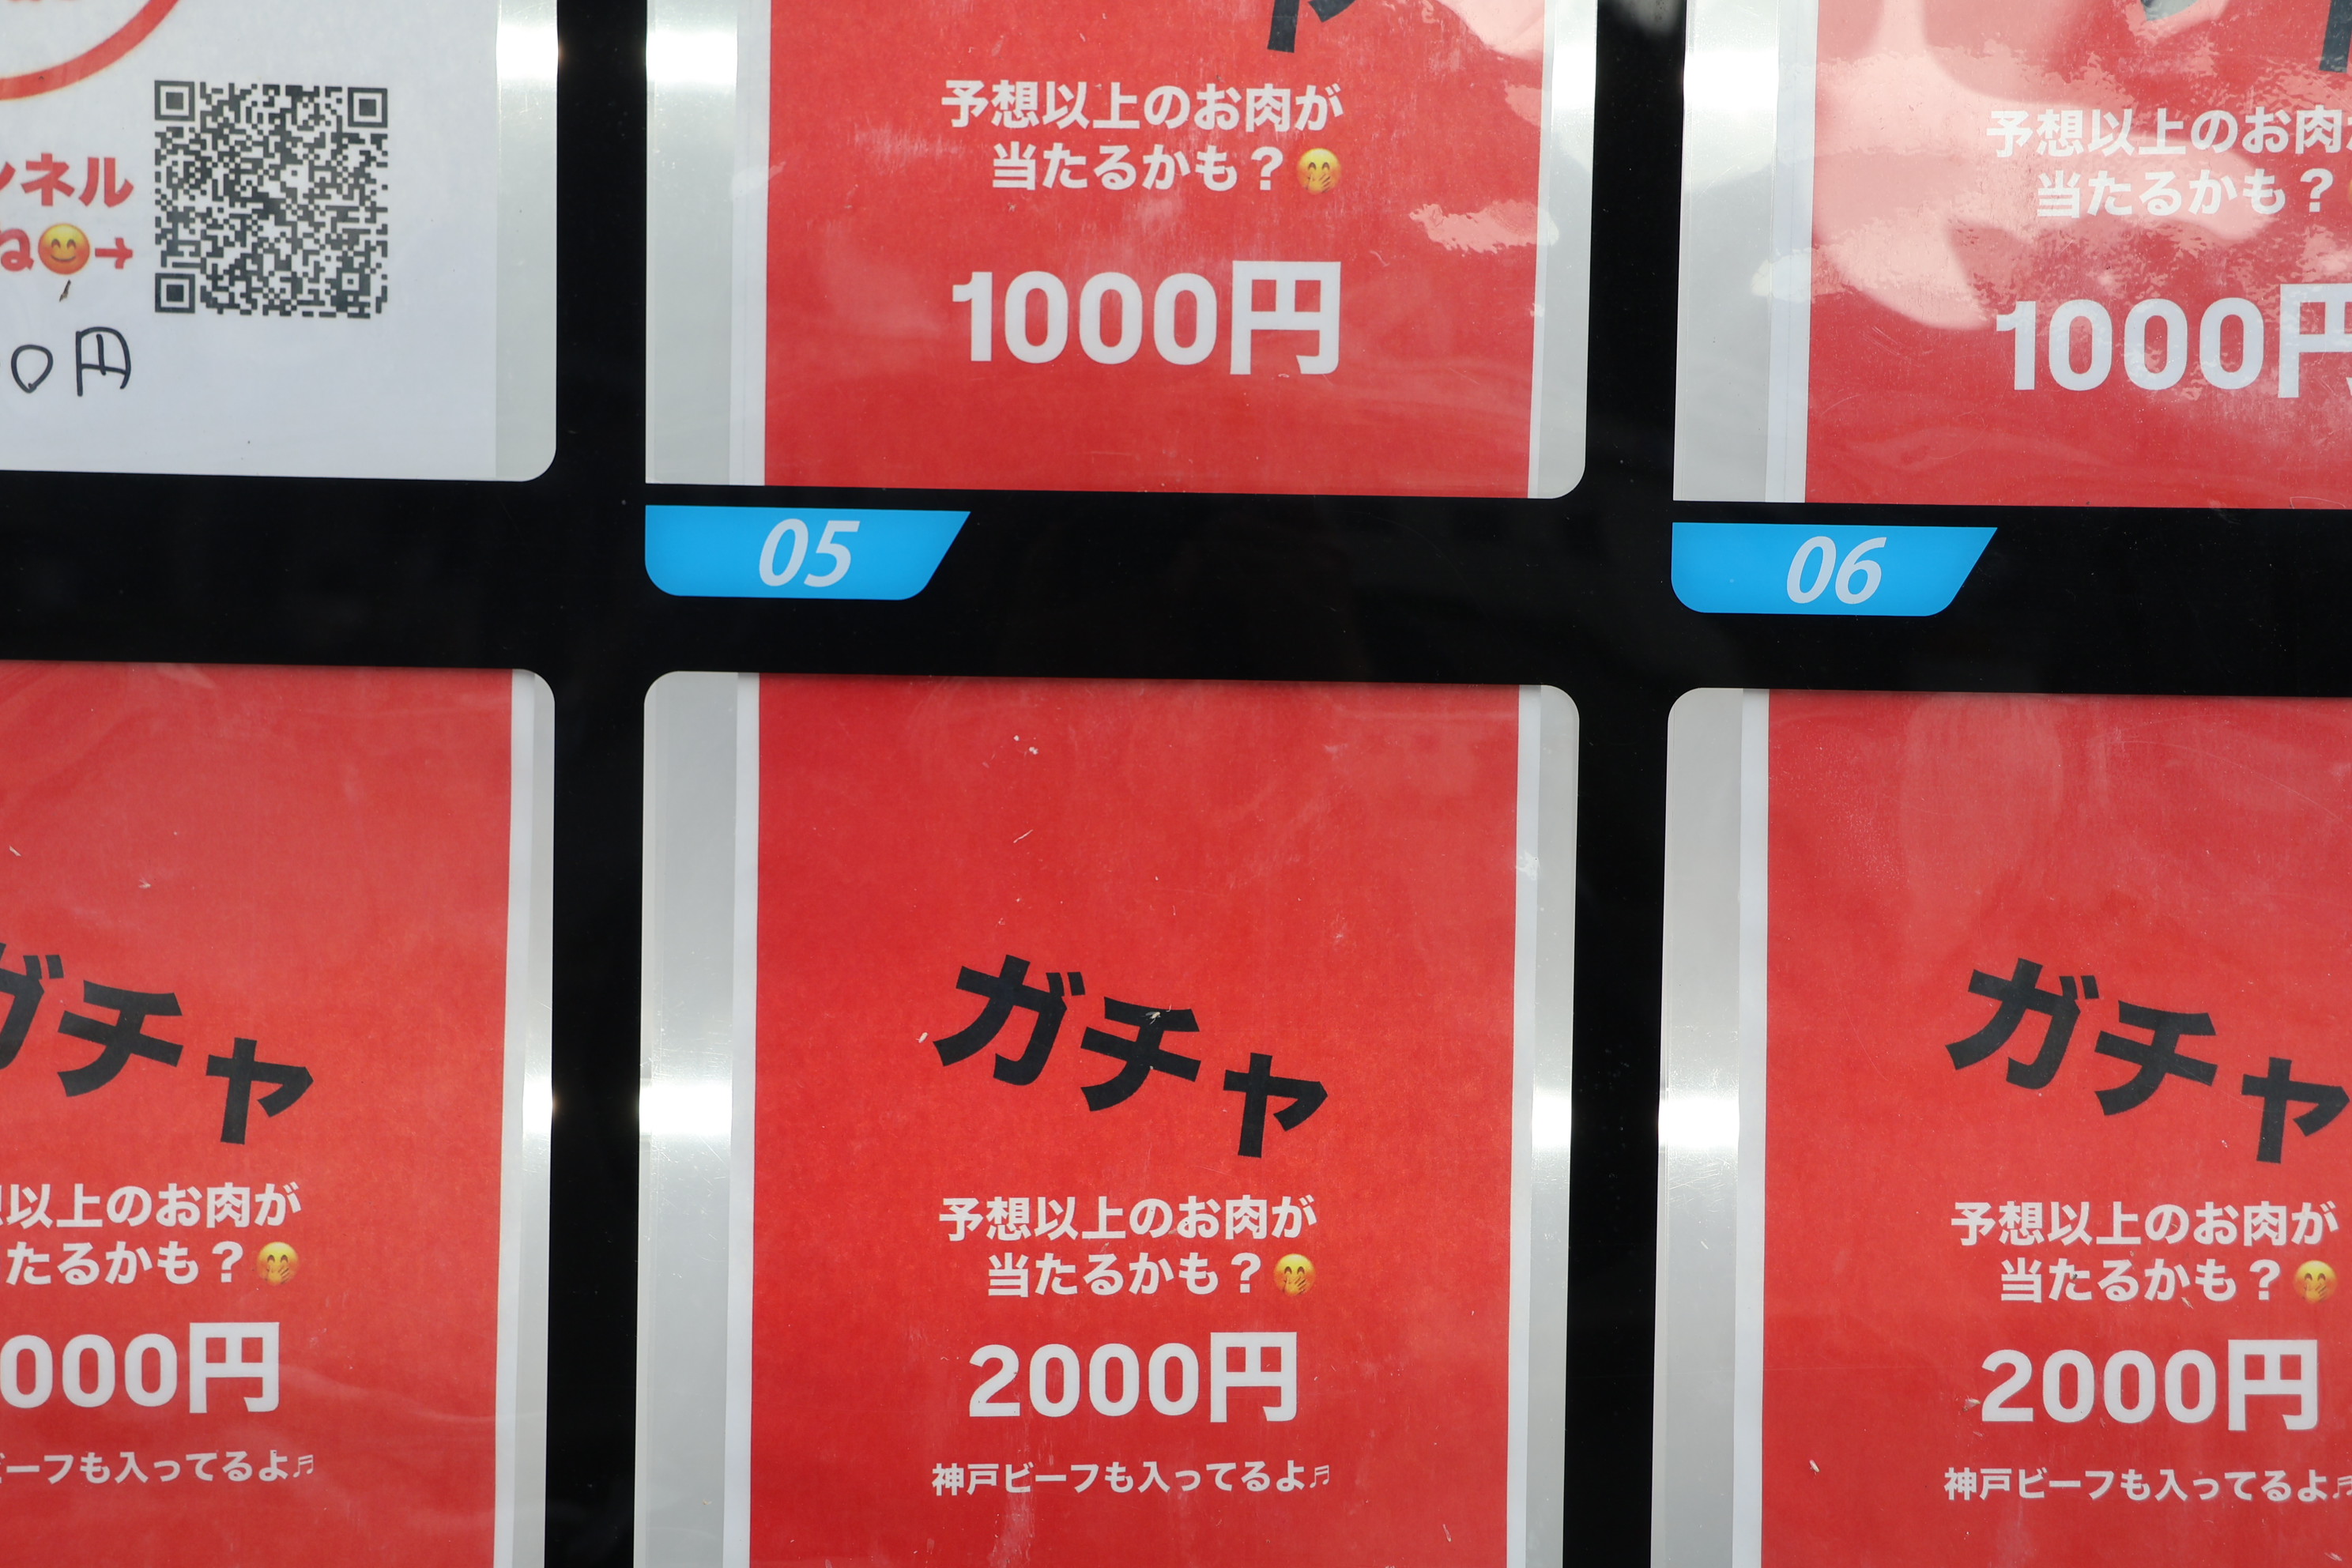 ンネル
ね😊→
0円
予想以上のお肉が
当たるかも？🤭
1000円
予想以上のお肉
当たるかも？
1000円
05
06
ガチャ
以上のお肉が
たるかも？🤭
000円
ビーフも入ってるよ♬
ガチャ
予想以上のお肉が
当たるかも？🤭
2000円
神戸ビーフも入ってるよ♬
ガチャ
予想以上のお肉が
当たるかも？🤭
2000円
神戸ビーフも入ってるよ♬